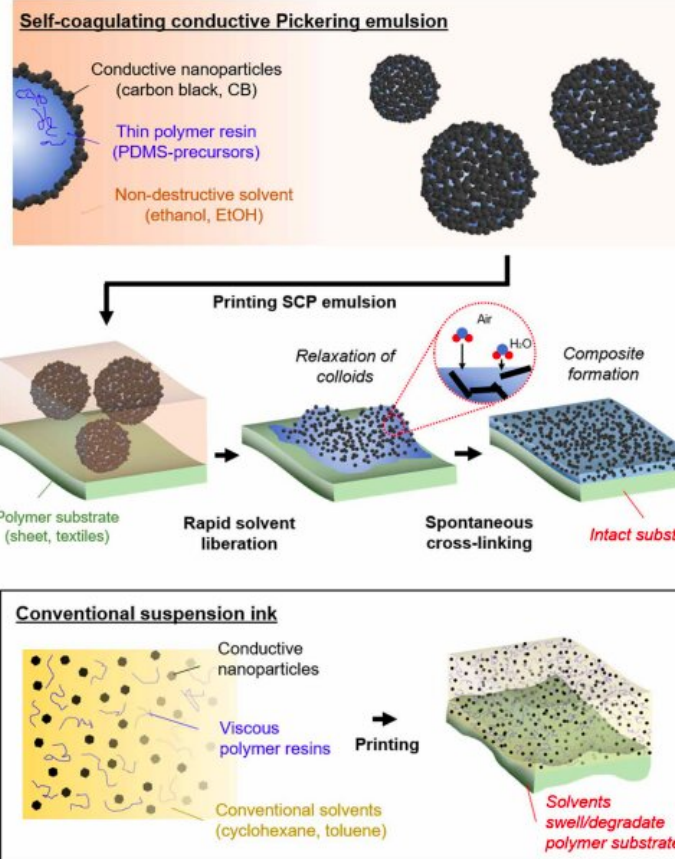 Self-coagulating conductive Pickering emulsion
Conductive nanoparticles
(carbon black, CB)
Thin polymer resin
(PDMS-precursors)
Non-destructive solvent
(ethanol, EtOH)
Printing SCP emulsion
Relaxation of
colloids
Air
H₂O
Composite
formation
Polymer substrate
(sheet, textiles)
Rapid solvent
liberation
Spontaneous
cross-linking
Intact subst
Conventional suspension ink
Conductive
nanoparticles
Viscous
polymer resins
Printing
Conventional solvents
(cyclohexane, toluene)
Solvents
swell/degradate
polymer substrate